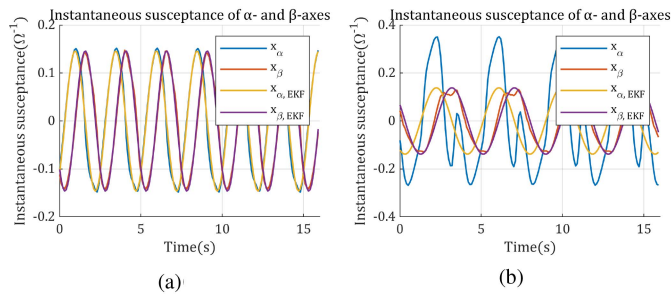 Instantaneous susceptance of α- and β-axes
Instantaneous susceptance(Ω-1)
0.2
0.1
0
-0.1
-0.2
xα
xβ
xα, EKF
xβ, EKF
0 5 10 15
Time(s)
(a)
Instantaneous susceptance of α- and β-axes
Instantaneous susceptance(Ω-1)
0.4
0.2
0
-0.2
-0.4
xα
xβ
xα, EKF
xβ, EKF
0 5 10 15
Time(s)
(b)